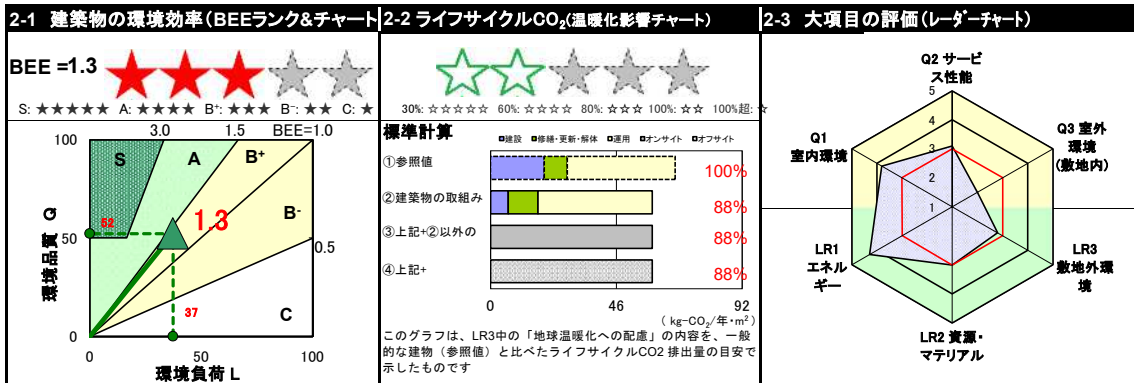 2-1 建築物の環境効率(BEEランク&チャート
BEE =1.3
S: ★★★★★ A: ★★★★ B⁺: ★★★ B⁻: ★★ C: ★
3.0 1.5 BEE=1.0
100
S
A
B⁺
B⁻
C
0.5
1.3
52
37
50
0
50
100
環境品質 Q
環境負荷 L
2-2 ライフサイクルCO₂(温暖化影響チャート)
30%: ☆☆☆☆☆ 60%: ☆☆☆☆ 80%: ☆☆☆ 100%: ☆☆ 100%超: ☆
標準計算
建設 修繕・更新・解体 運用 オンサイト オフサイト
①参照値 100%
②建築物の取組み 88%
③上記+②以外の 88%
④上記+ 88%
0 46 92
( kg-CO₂/年・m²)
このグラフは、LR3中の「地球温暖化への配慮」の内容を、一般
的な建物(参照値)と比べたライフサイクルCO2 排出量の目安で
示したものです
2-3 大項目の評価(レーダーチャート)
Q2 サービ
ス性能
Q1
室内環境
Q3 室外
環境
(敷地内)
5
4
3
2
1
LR1
エネル
ギー
LR3
敷地外環
境
LR2 資源・
マテリアル